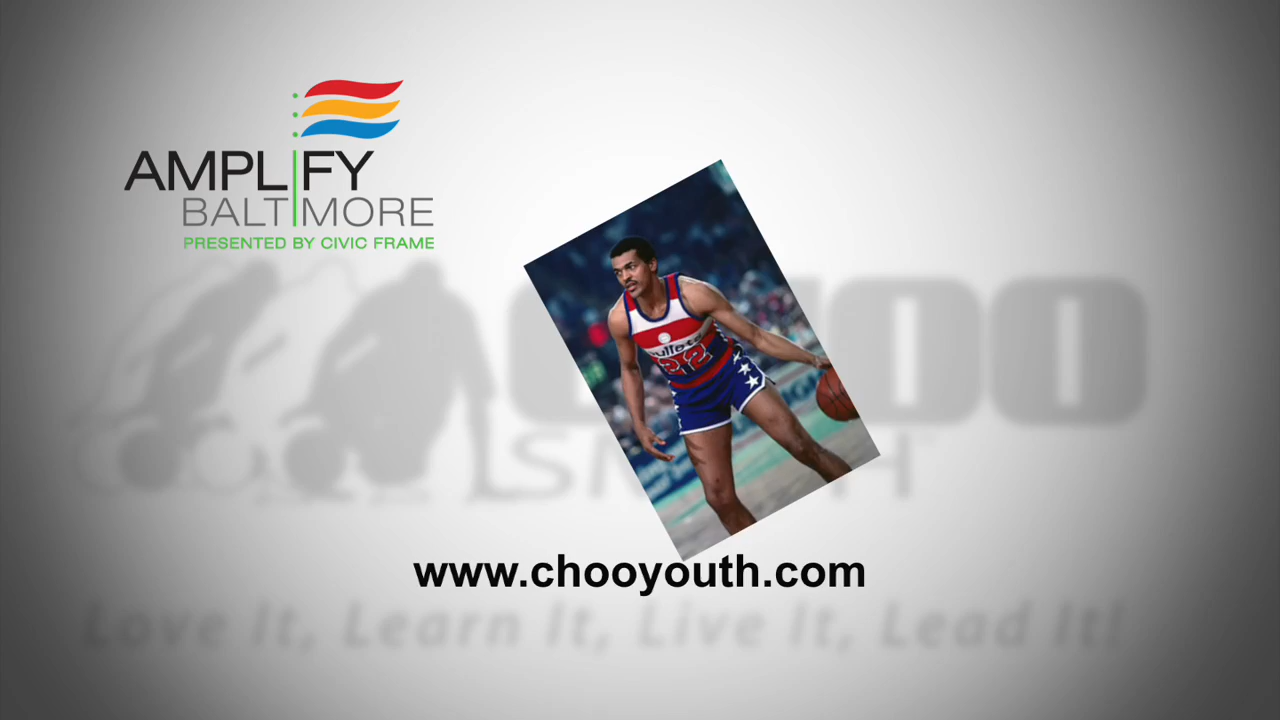 AMPLIFY
BALTIMORE
PRESENTED BY CIVIC FRAME
Bullets
22
www.chooyouth.com
Love It, Learn It, Live It, Lead It!